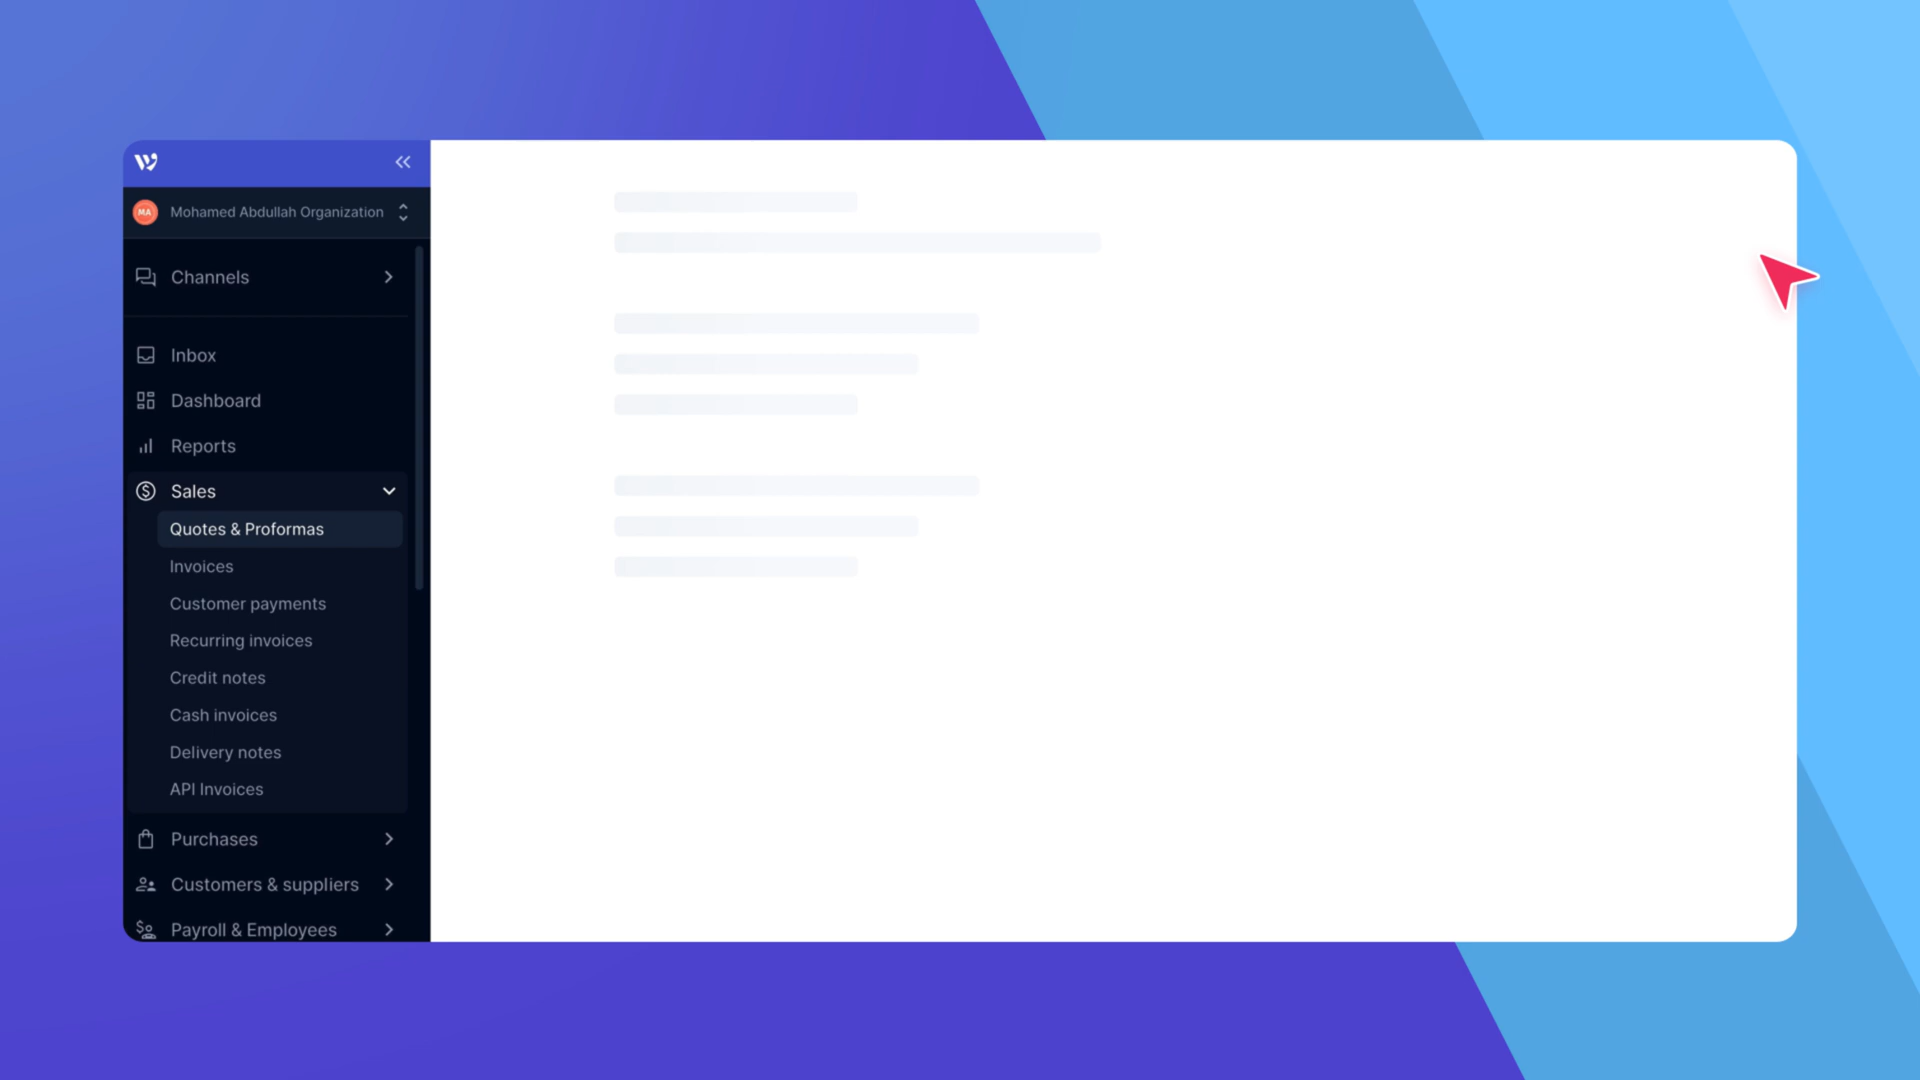 MA Mohamed Abdullah Organization
Channels
Inbox
Dashboard
Reports
Sales
Quotes & Proformas
Invoices
Customer payments
Recurring invoices
Credit notes
Cash invoices
Delivery notes
API Invoices
Purchases
Customers & suppliers
Payroll & Employees